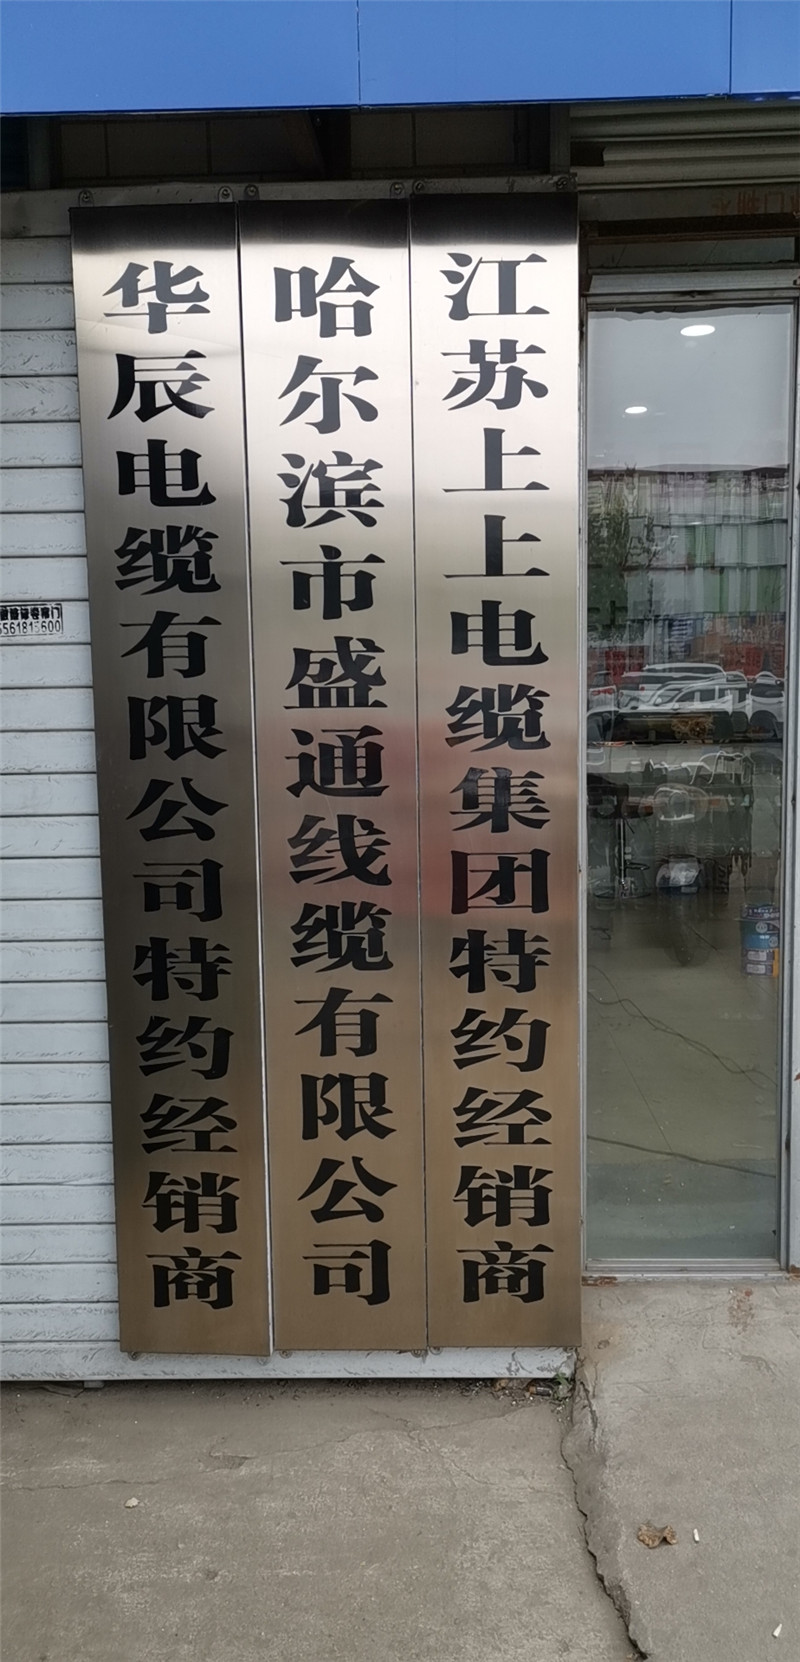 江苏上上电缆集团特约经销商
哈尔滨市盛通线缆有限公司
华辰电缆有限公司特约经销商